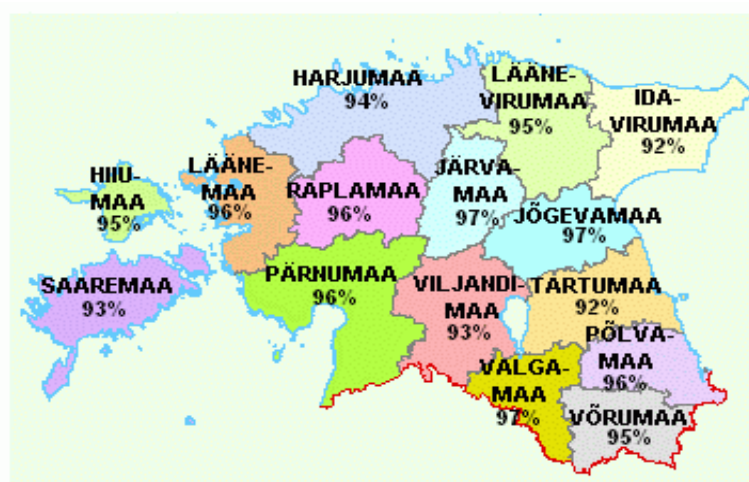 HARJUMAA
94%
LÄÄNE-
VIRUMAA
95%
IDA-
VIRUMAA
92%
HIIU-
MAA
95%
LÄÄNE-
MAA
96%
RAPLAMAA
96%
JÄRVA-
MAA
97%
JÕGEVAMAA
97%
SAAREMAA
93%
PÄRNUMAA
96%
VILJANDI-
MAA
93%
TARTUMAA
92%
PÕLVA-
MAA
96%
VALGA-
MAA
97%
VÕRUMAA
95%